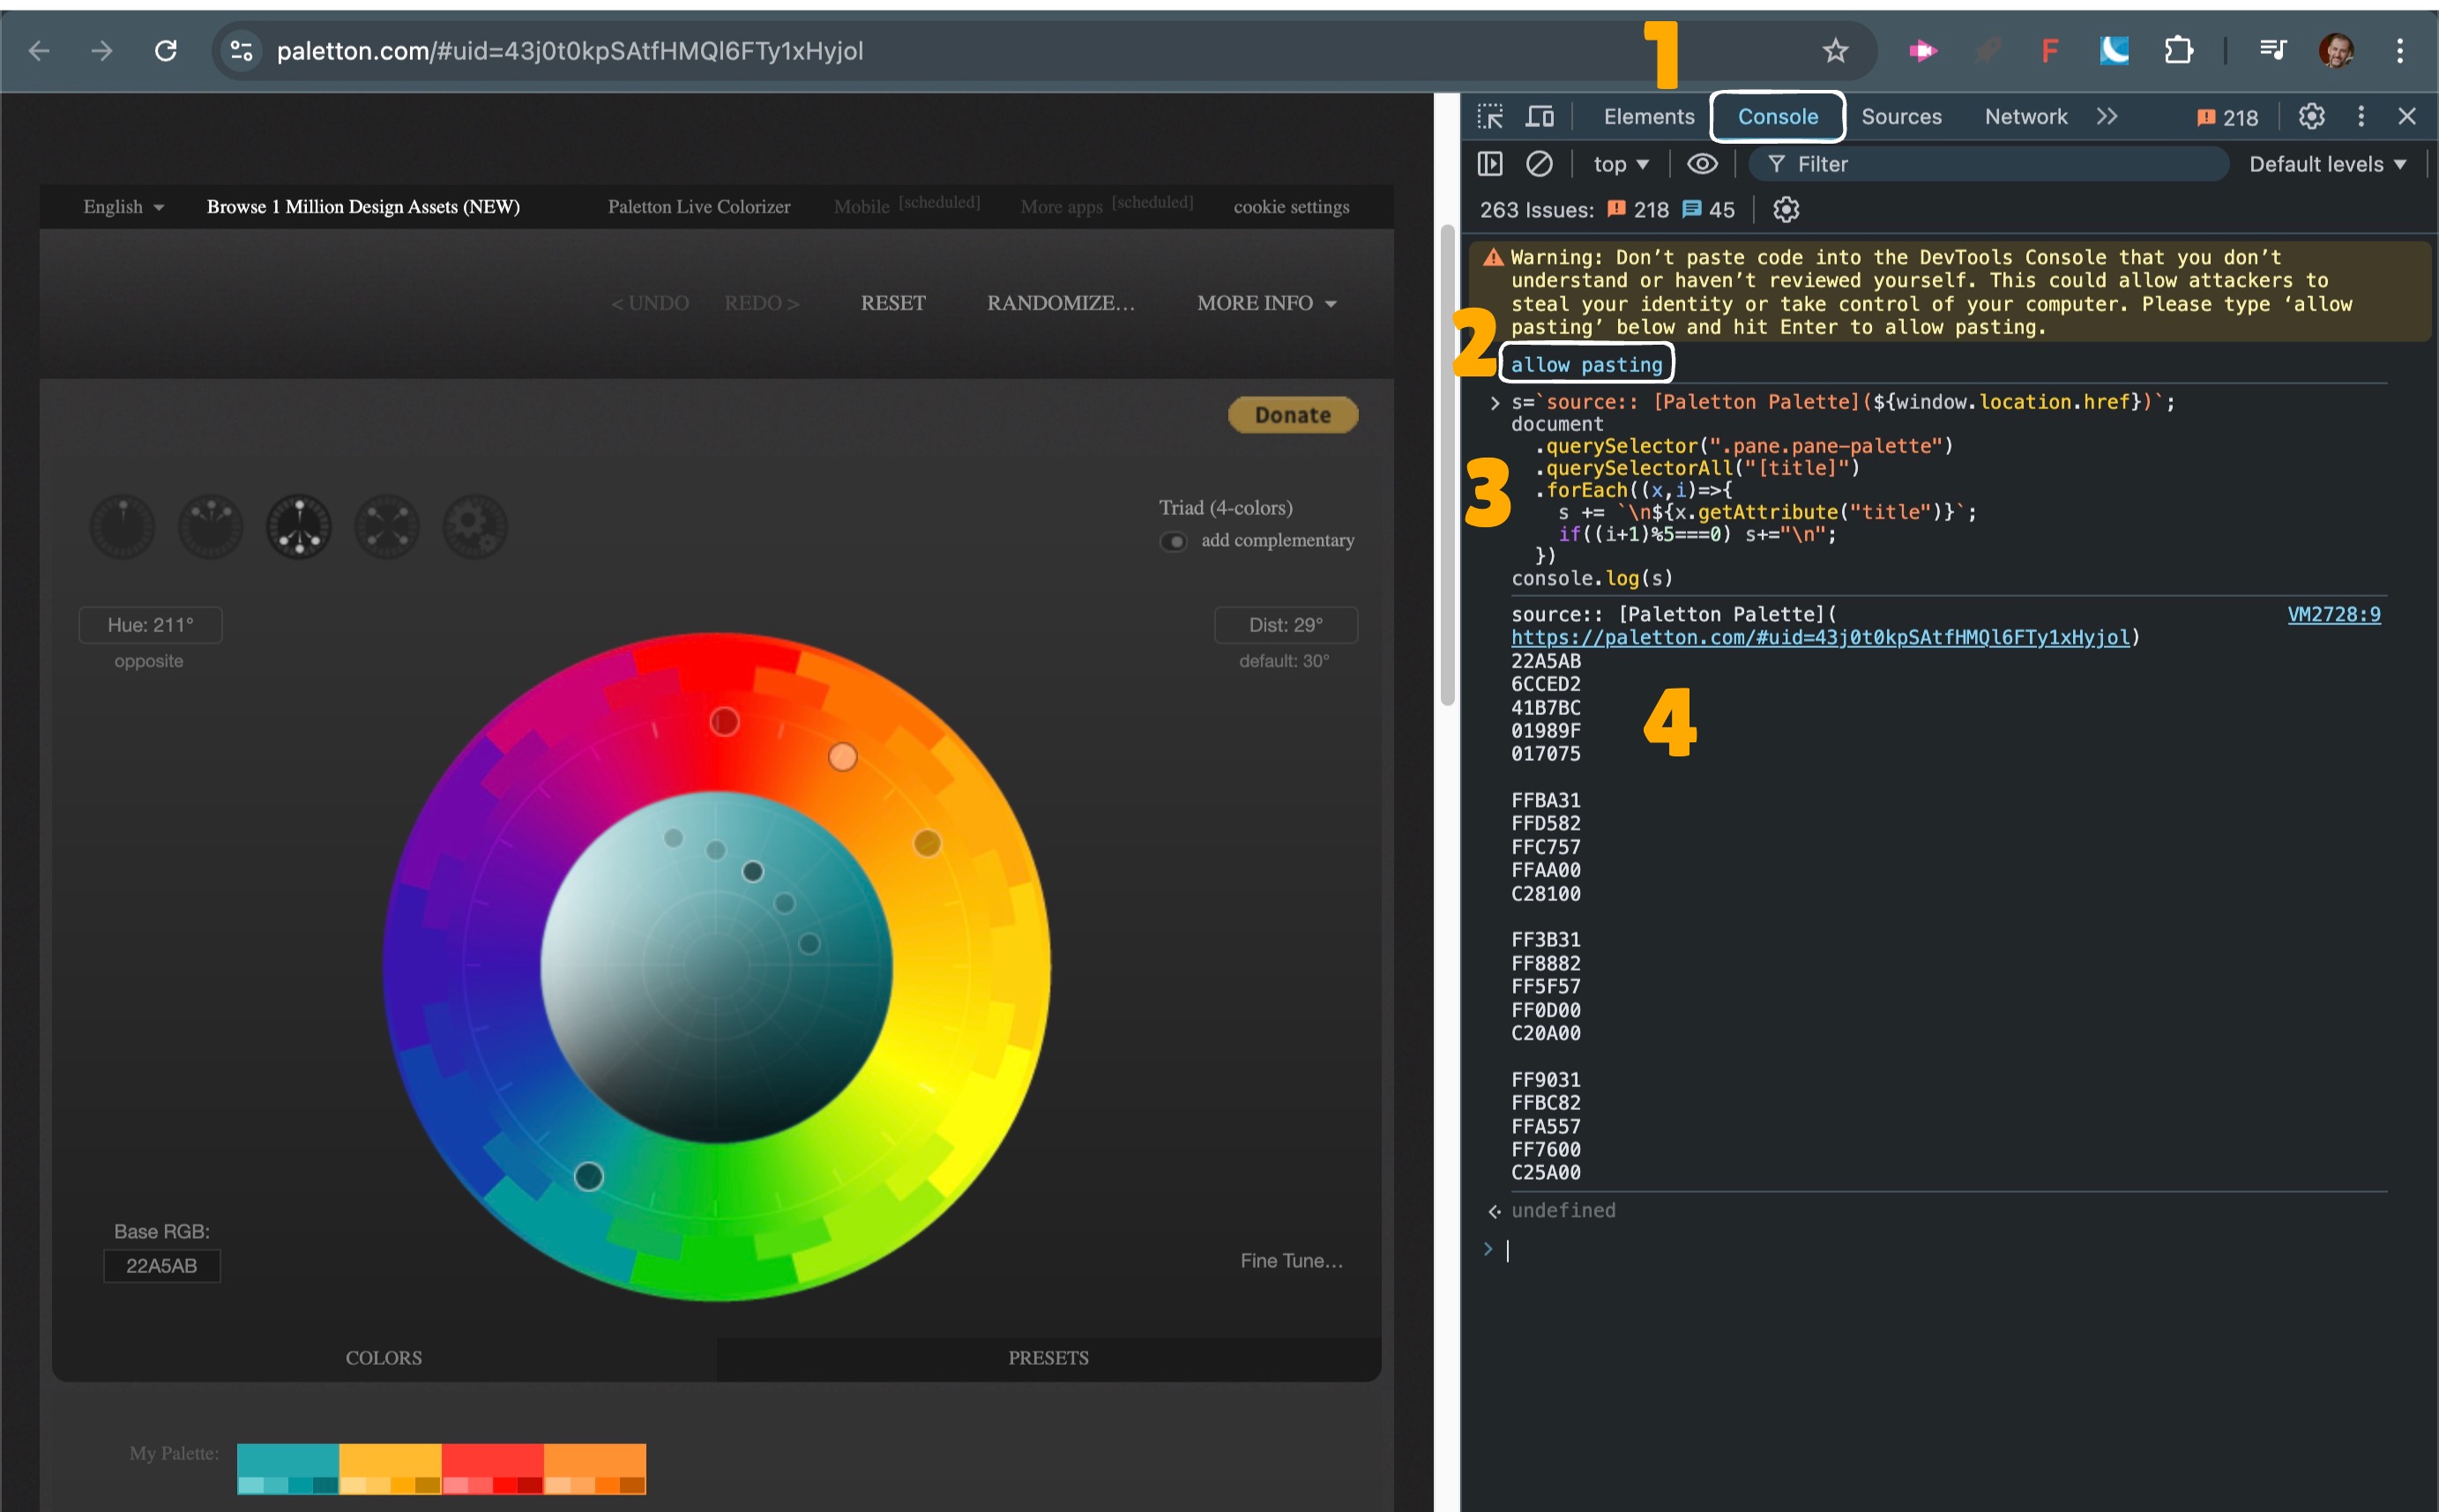 paletton.com/#uid=43j0t0kpSAtfHMQl6FTy1xHyjol
1
F
Elements Console Sources Network 218
top Filter Default levels
263 Issues: 218 45
English Browse 1 Million Design Assets (NEW) Paletton Live Colorizer Mobile [scheduled] More apps [scheduled] cookie settings
< UNDO REDO > RESET RANDOMIZE... MORE INFO
Donate
Triad (4-colors)
add complementary
Hue: 211°
opposite
Dist: 29°
default: 30°
Base RGB:
22A5AB
Fine Tune...
COLORS PRESETS
My Palette:
Warning: Don’t paste code into the DevTools Console that you don’t
understand or haven’t reviewed yourself. This could allow attackers to
steal your identity or take control of your computer. Please type ‘allow
pasting’ below and hit Enter to allow pasting.
2
allow pasting
3
> s=`source:: [Paletton Palette](${window.location.href})`;
document
.querySelector(".pane.pane-palette")
.querySelectorAll("[title]")
.forEach((x,i)=>{
s += `\n${x.getAttribute("title")}`;
if((i+1)%5===0) s+="\n";
})
console.log(s)
source:: [Paletton Palette]( VM2728:9
https://paletton.com/#uid=43j0t0kpSAtfHMQl6FTy1xHyjol)
22A5AB
6CCED2
41B7BC
01989F
017075
4
FFBA31
FFD582
FFC757
FFAA00
C28100
FF3B31
FF8882
FF5F57
FF0D00
C20A00
FF9031
FFBC82
FFA557
FF7600
C25A00
undefined
>